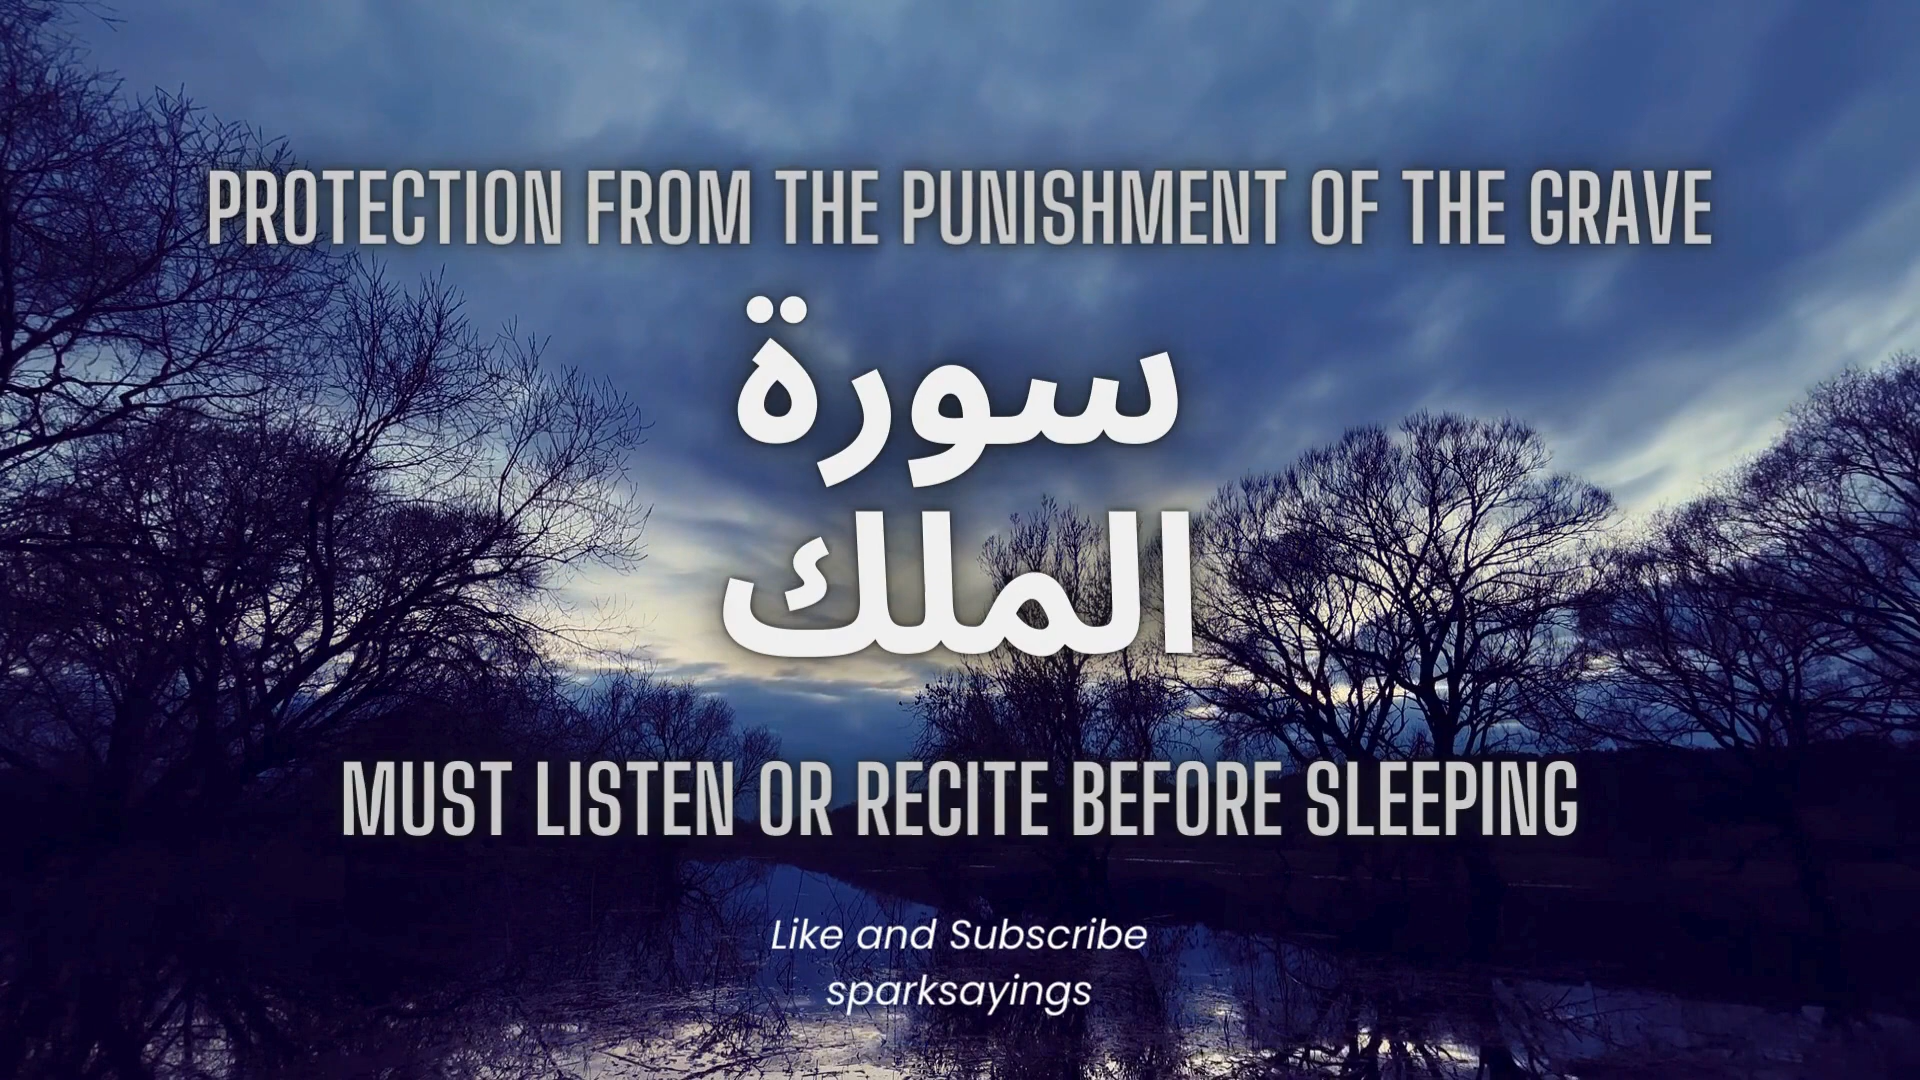 PROTECTION FROM THE PUNISHMENT OF THE GRAVE
سورة
الملك
MUST LISTEN OR RECITE BEFORE SLEEPING
Like and Subscribe
sparksayings